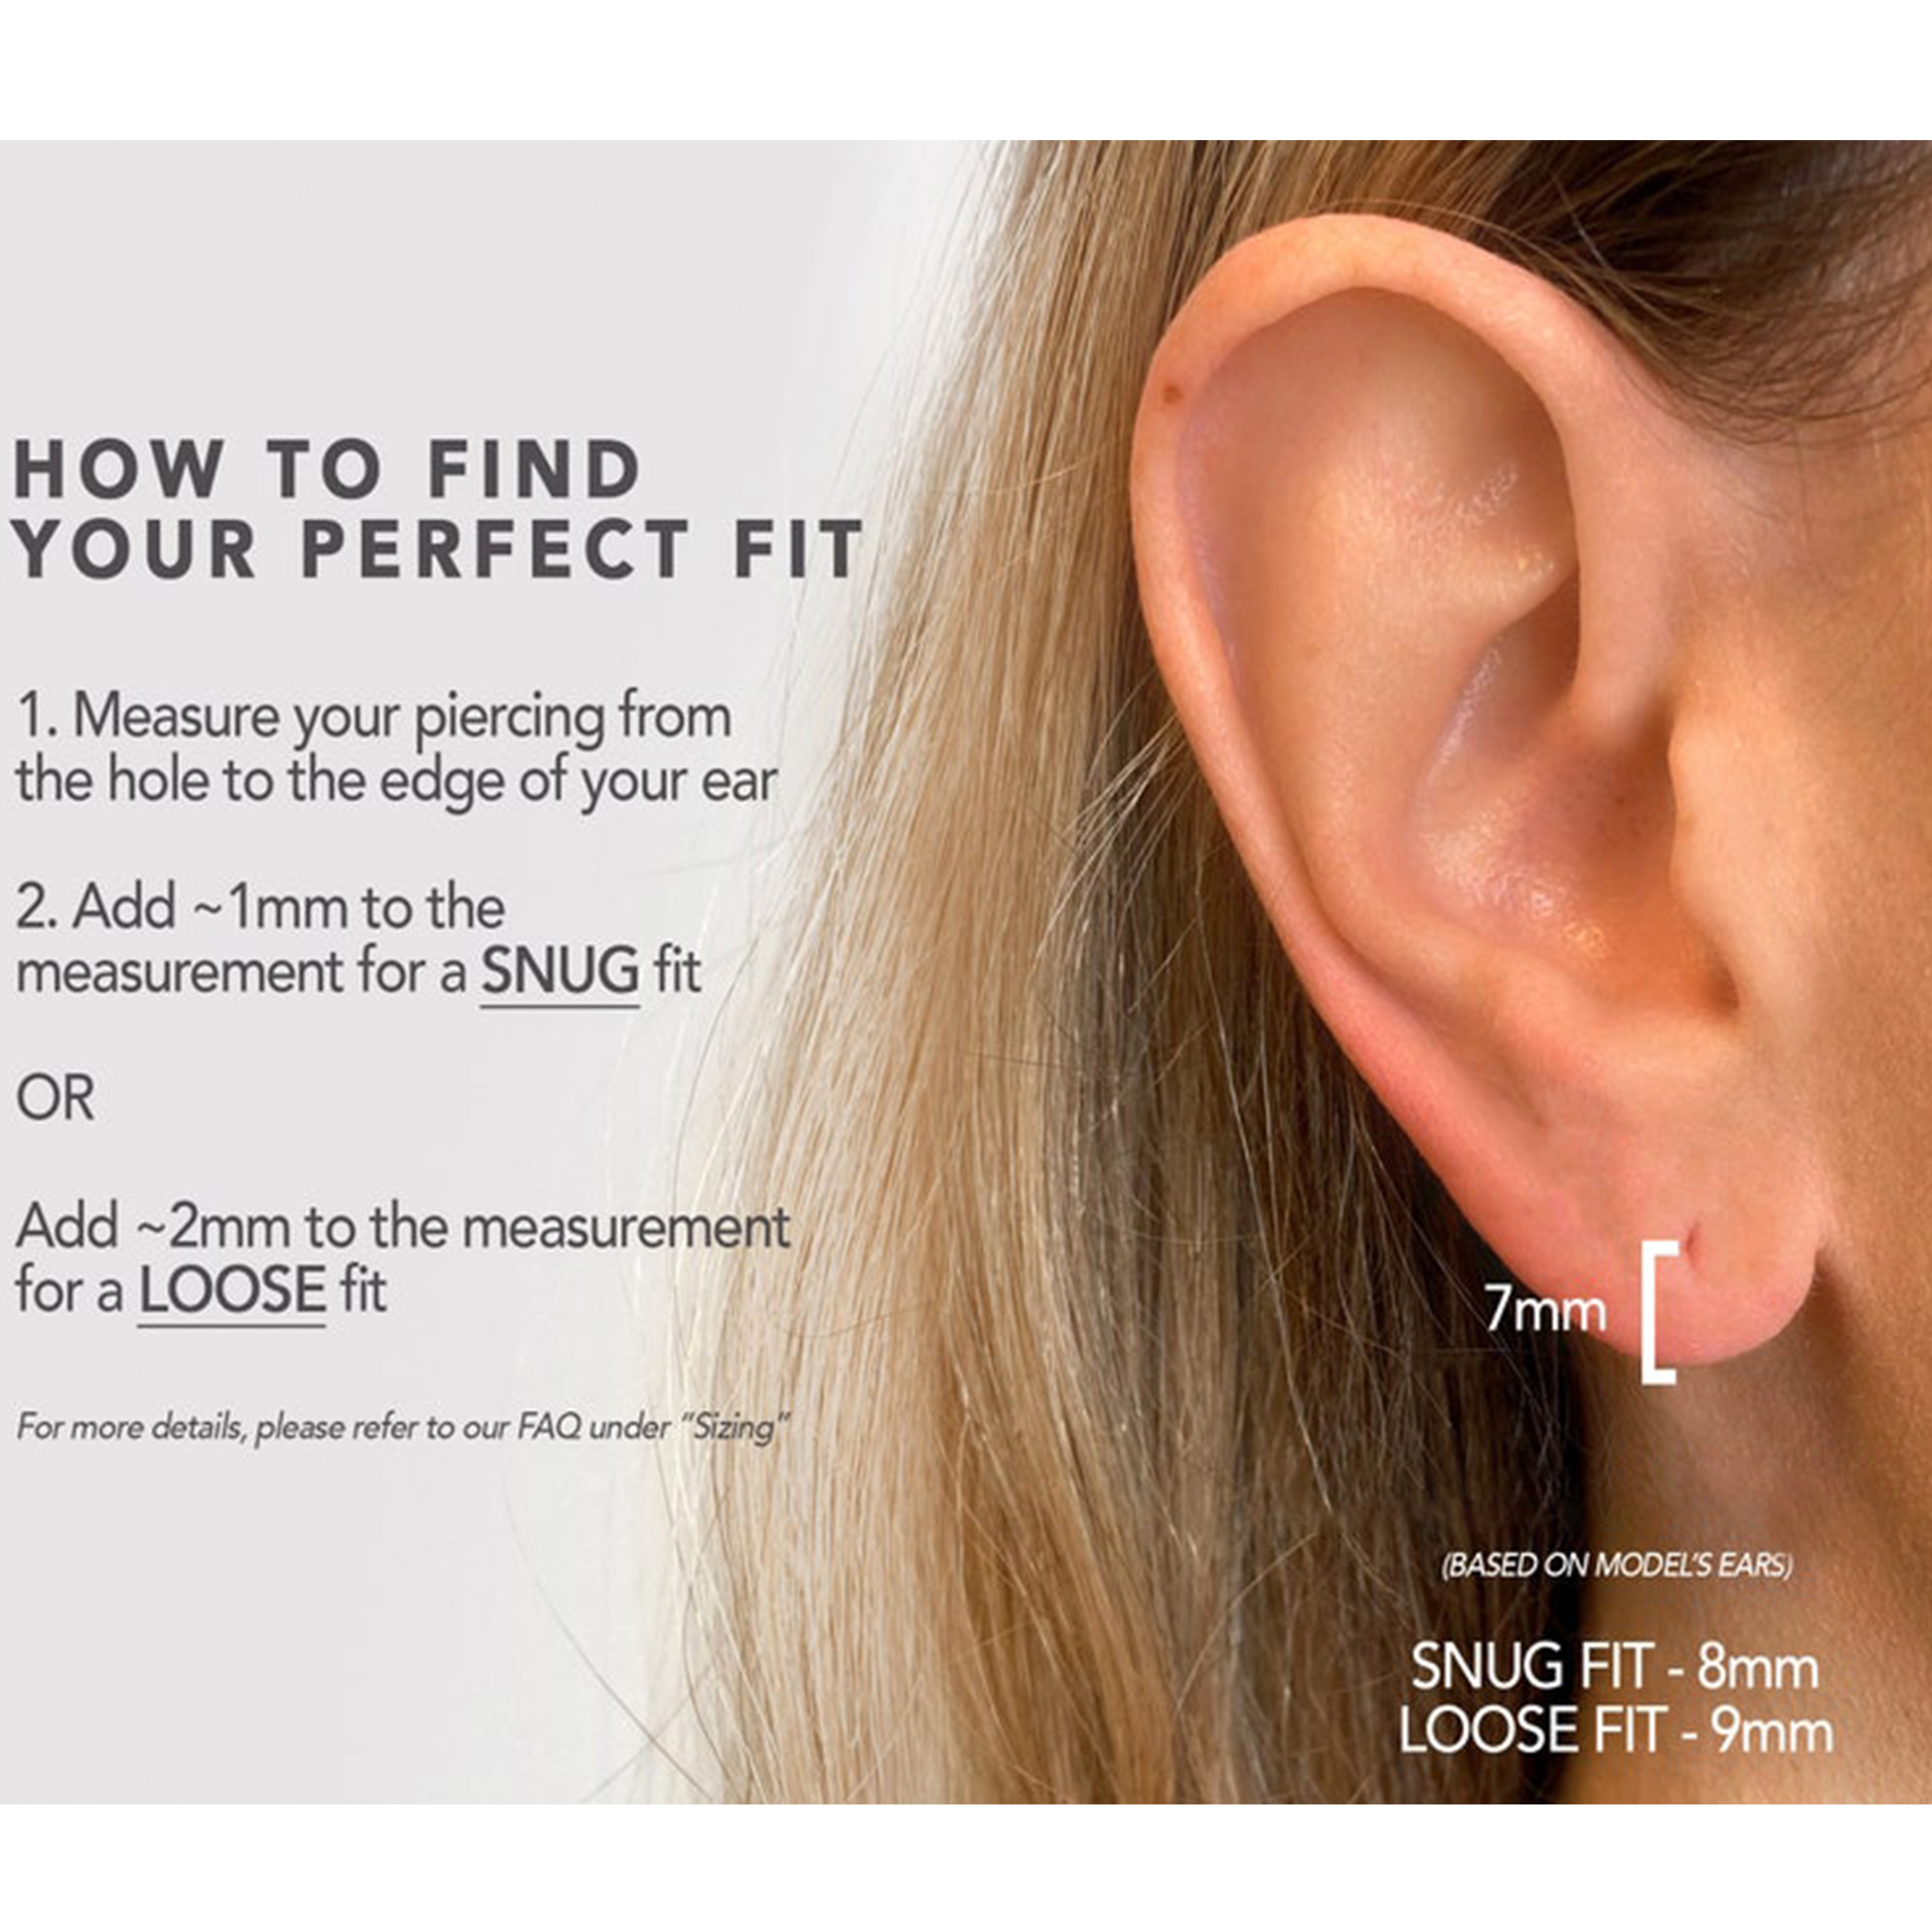 HOW TO FIND
YOUR PERFECT FIT
1. Measure your piercing from
the hole to the edge of your ear
2. Add ~1mm to the
measurement for a SNUG fit
OR
Add ~2mm to the measurement
for a LOOSE fit
For more details, please refer to our FAQ under "Sizing"
7mm
(BASED ON MODEL'S EARS)
SNUG FIT - 8mm
LOOSE FIT - 9mm